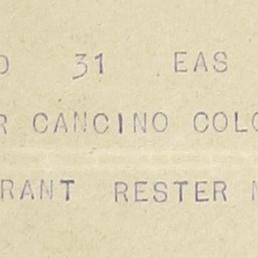 D 31 EAS
R CANCINO COLO
RANT RESTER